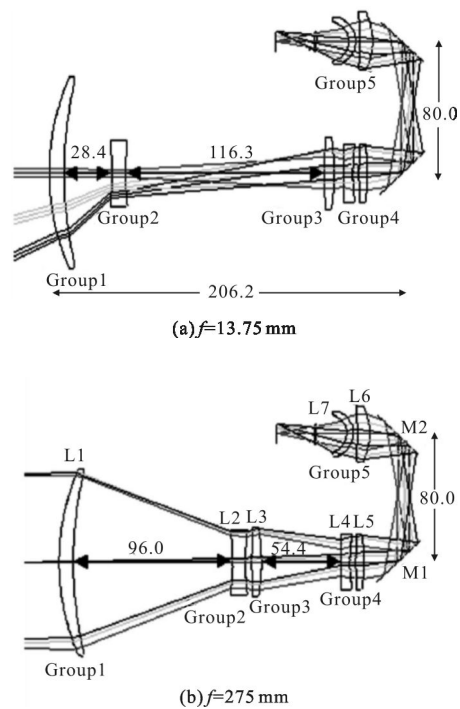 Group5
80.0
28.4
116.3
Group2
Group3
Group4
Group1
206.2
(a) f=13.75 mm
L6
L7
M2
L1
Group5
80.0
L2 L3
L4 L5
96.0
54.4
M1
Group2
Group3
Group4
Group1
(b) f=275 mm